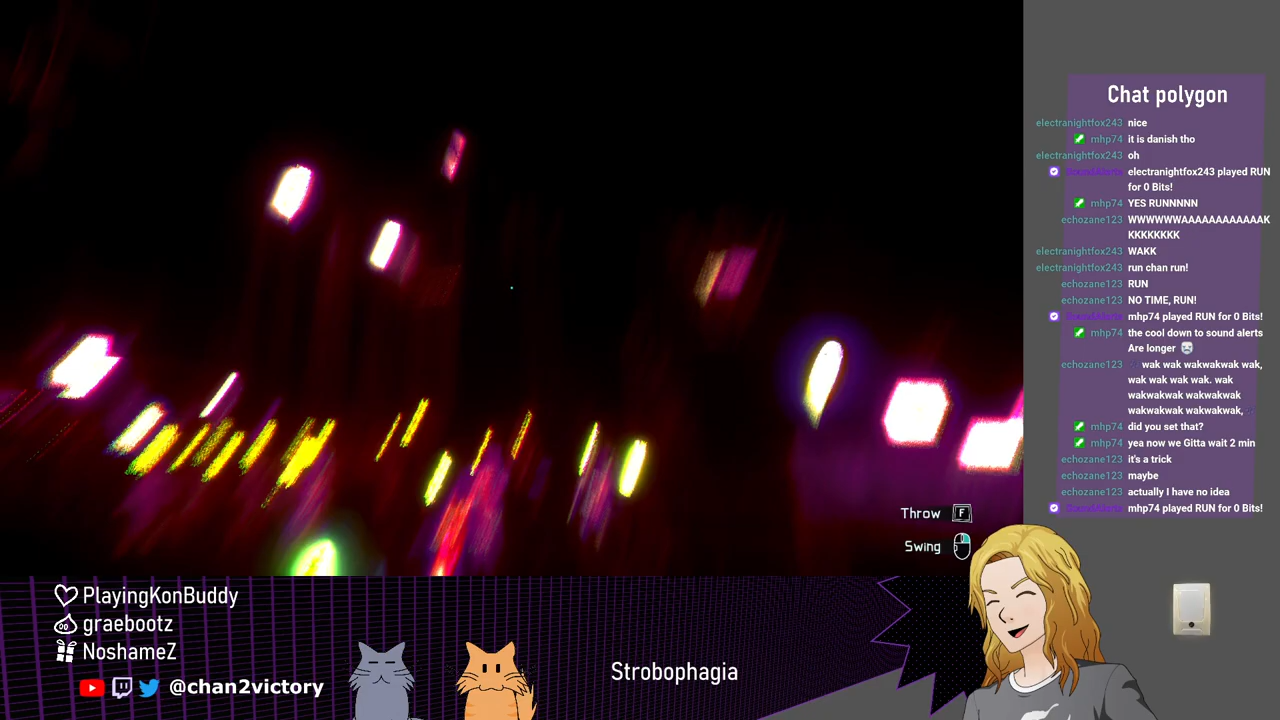 Chat polygon
electranightfox243 nice
mhp74 it is danish tho
electranightfox243 oh
electranightfox243 played RUN
for 0 Bits!
mhp74 YES RUNNNNN
echozane123 WWWWWWAAAAAAAAAAAAK
KKKKKKKK
electranightfox243 WAKK
electranightfox243 run chan run!
echozane123 RUN
echozane123 NO TIME, RUN!
mhp74 played RUN for 0 Bits!
mhp74 the cool down to sound alerts
Are longer
echozane123 wak wak wakwakwak wak,
wak wak wak wak. wak
wakwakwak wakwakwak
wakwakwak wakwakwak,
mhp74 did you set that?
mhp74 yea now we Gitta wait 2 min
echozane123 it's a trick
echozane123 maybe
echozane123 actually I have no idea
mhp74 played RUN for 0 Bits!
Throw F
Swing
PlayingKonBuddy
graebootz
NoshameZ
@chan2victory
Strobophagia